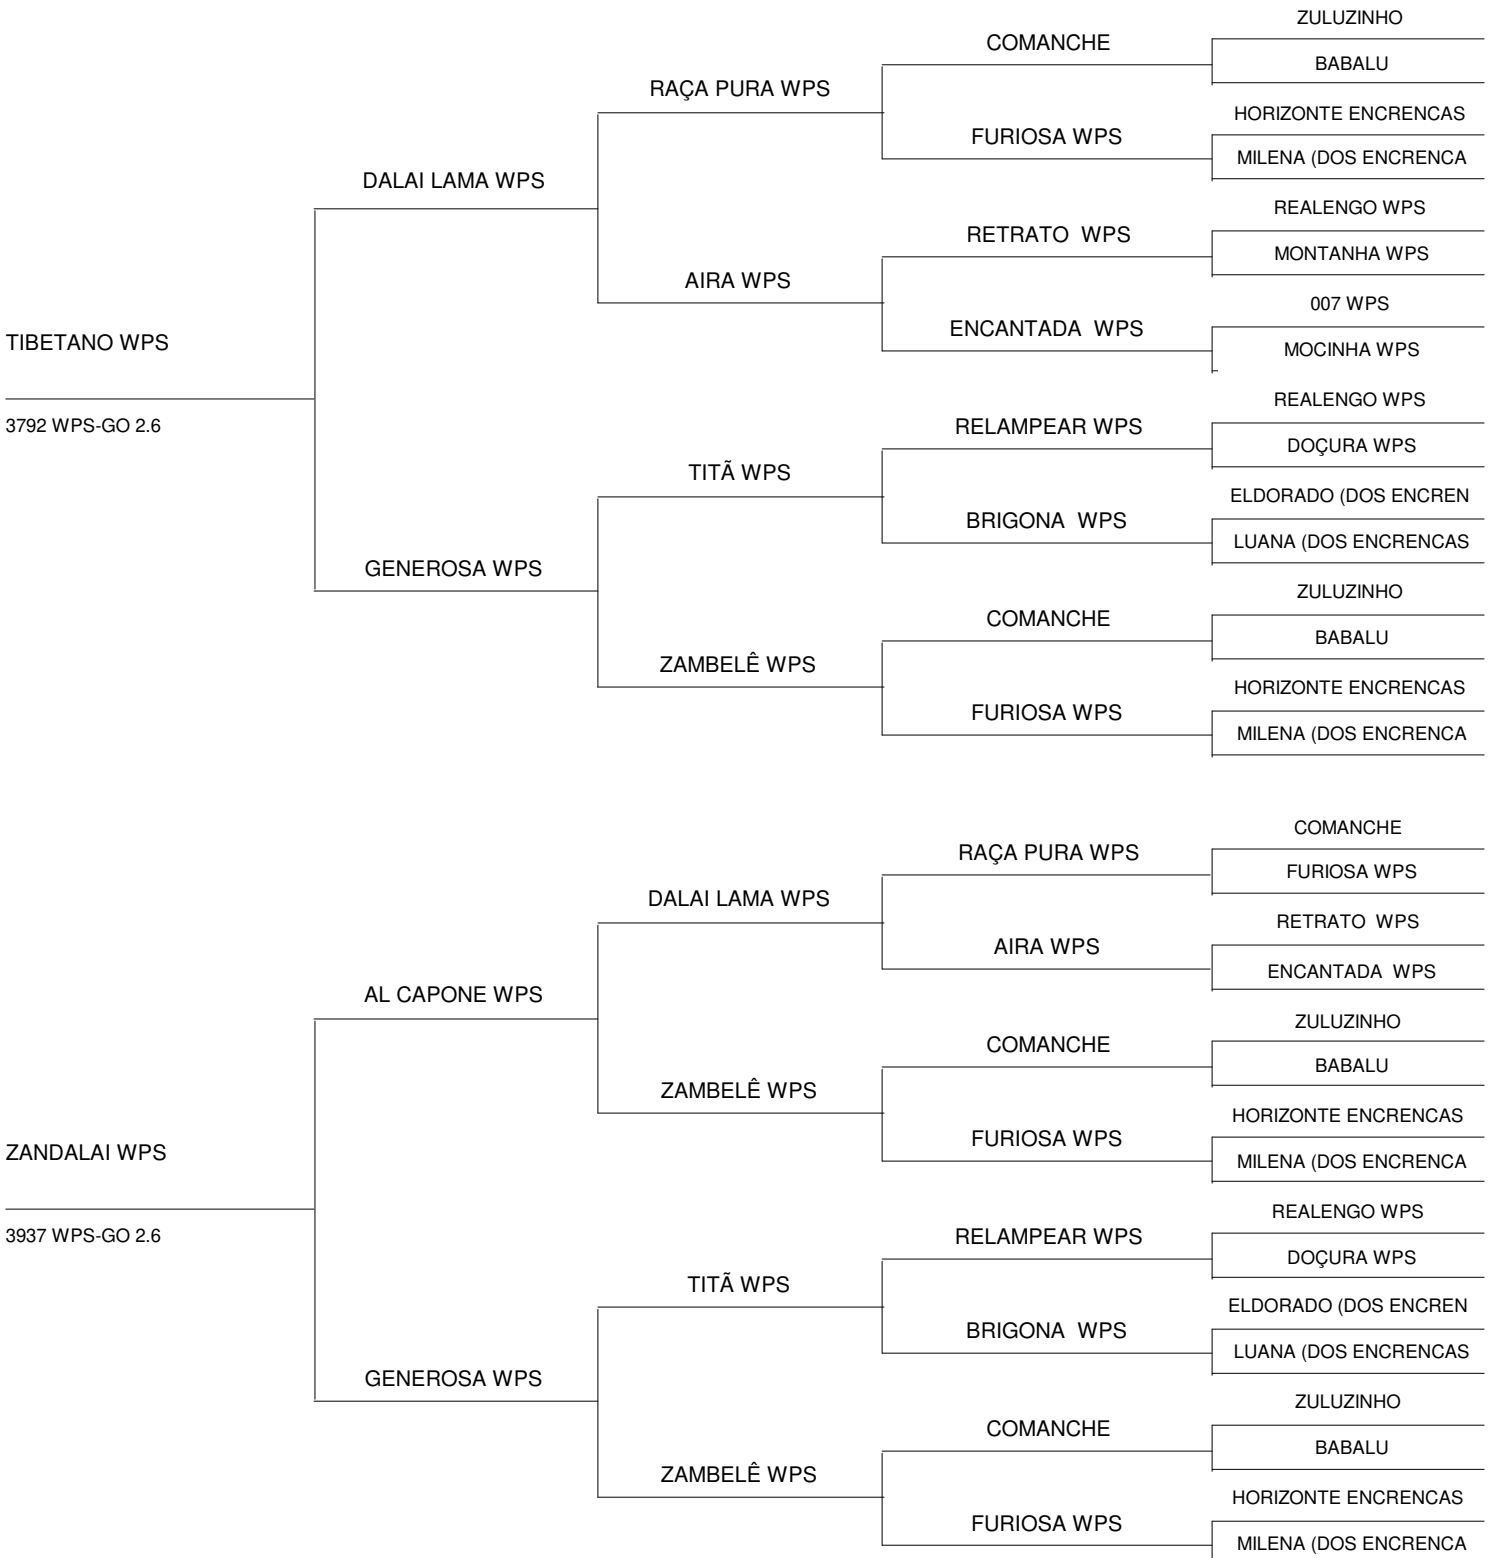 ZULUZINHO
COMANCHE
BABALU
RAÇA PURA WPS
HORIZONTE ENCRENCAS
FURIOSA WPS
MILENA (DOS ENCRENCA
DALAI LAMA WPS
REALENGO WPS
RETRATO  WPS
MONTANHA WPS
AIRA WPS
007 WPS
ENCANTADA  WPS
TIBETANO WPS
MOCINHA WPS
REALENGO WPS
3792 WPS-GO 2.6
RELAMPEAR WPS
DOÇURA WPS
TITÃ WPS
ELDORADO (DOS ENCREN
BRIGONA  WPS
LUANA (DOS ENCRENCAS
GENEROSA WPS
ZULUZINHO
COMANCHE
BABALU
ZAMBELÊ WPS
HORIZONTE ENCRENCAS
FURIOSA WPS
MILENA (DOS ENCRENCA
COMANCHE
RAÇA PURA WPS
FURIOSA WPS
DALAI LAMA WPS
RETRATO  WPS
AIRA WPS
ENCANTADA  WPS
AL CAPONE WPS
ZULUZINHO
COMANCHE
BABALU
ZAMBELÊ WPS
HORIZONTE ENCRENCAS
FURIOSA WPS
ZANDALAI WPS
MILENA (DOS ENCRENCA
REALENGO WPS
3937 WPS-GO 2.6
RELAMPEAR WPS
DOÇURA WPS
TITÃ WPS
ELDORADO (DOS ENCREN
BRIGONA  WPS
LUANA (DOS ENCRENCAS
GENEROSA WPS
ZULUZINHO
COMANCHE
BABALU
ZAMBELÊ WPS
HORIZONTE ENCRENCAS
FURIOSA WPS
MILENA (DOS ENCRENCA